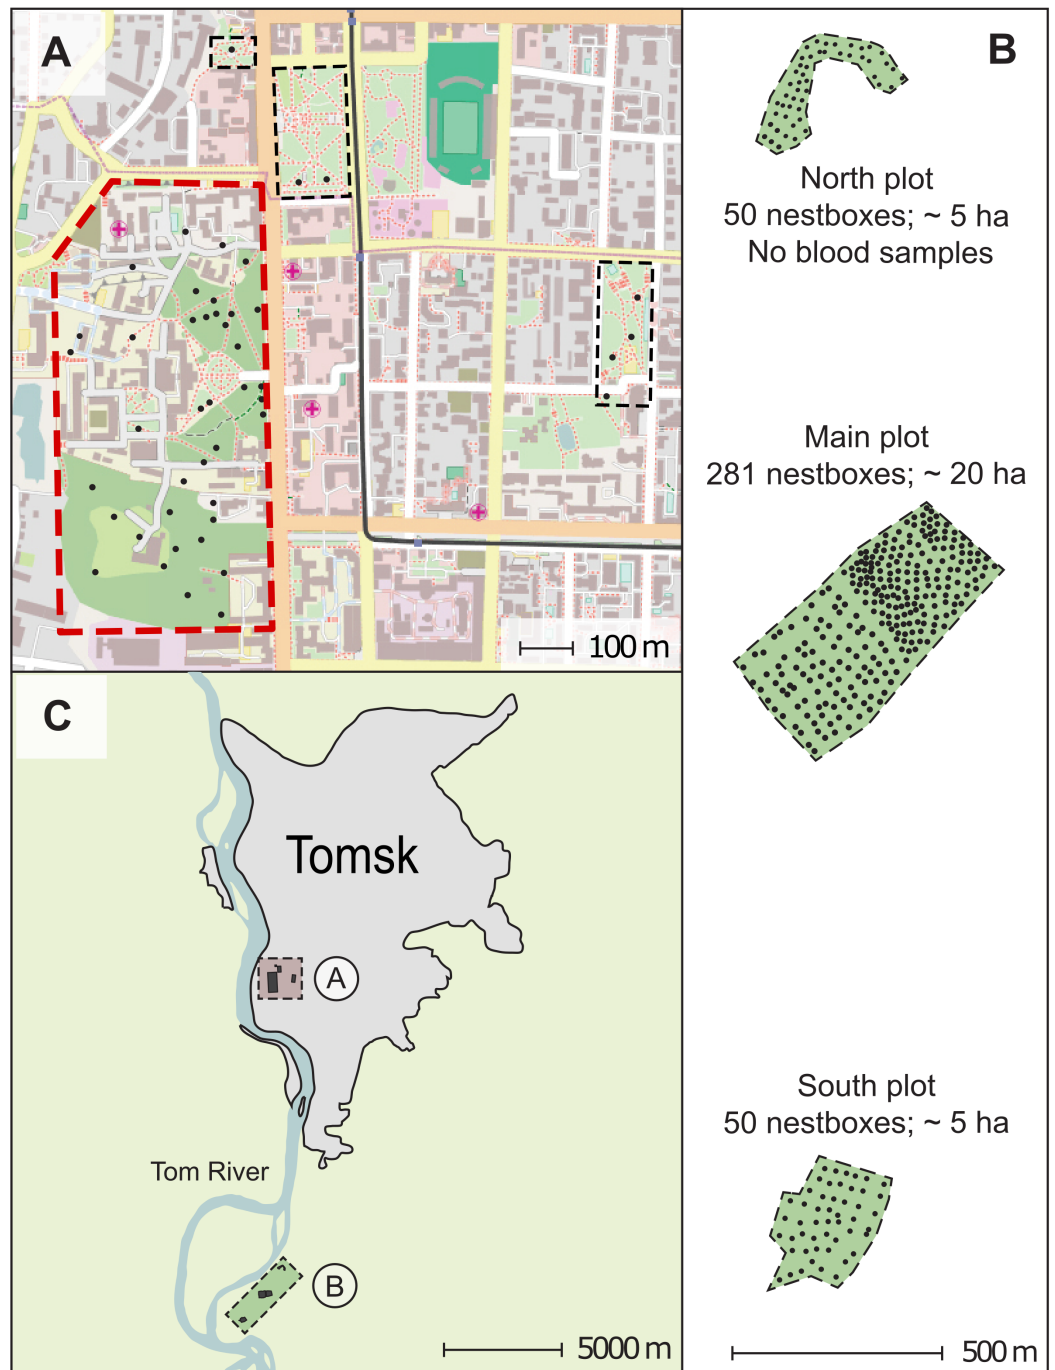 A
100 m
B
North plot
50 nestboxes; ~ 5 ha
No blood samples
Main plot
281 nestboxes; ~ 20 ha
South plot
50 nestboxes; ~ 5 ha
500 m
C
Tomsk
A
Tom River
B
5000 m